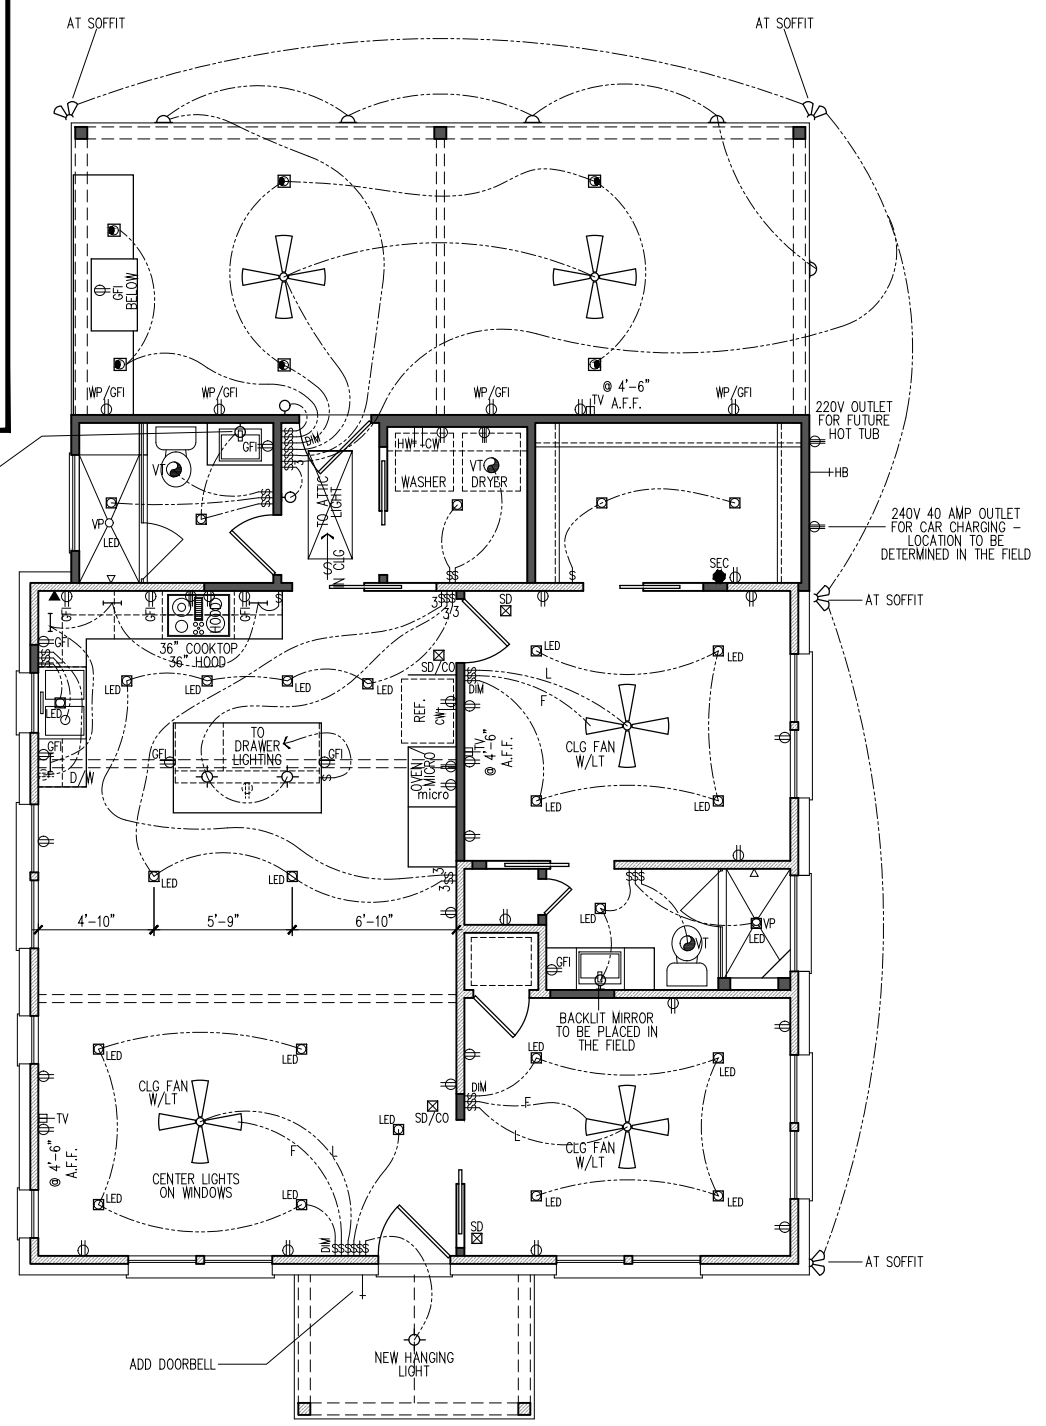 AT SOFFIT
AT SOFFIT
GFI
BELOW
WP/GFI
WP/GFI
WP/GFI
@ 4'-6"
TV A.F.F.
WP/GFI
220V OUTLET
FOR FUTURE
HOT TUB
HB
240V 40 AMP OUTLET
FOR CAR CHARGING –
LOCATION TO BE
DETERMINED IN THE FIELD
DIM
3
GFI
VT
VP
LED
$$$
TO ATTIC
LIGHT
$
IN CLG
HW
CW
WASHER
VT
DRYER
$$
$
SEC
AT SOFFIT
GFI
GFI
GFI
GFI
36" COOKTOP
36" HOOD
3
3
SD
SD/CO
LED
LED
LED
LED
LED
GFI
D/W
GFI
TO
DRAWER
LIGHTING
GFI
$
REF.
CW
OVEN/
MICRO
micro
$$$
DIM
L
F
TV
@ 4'-6"
A.F.F.
CLG FAN
W/LT
LED
LED
LED
LED
LED
LED
3
3$$
4'-10"
5'-9"
6'-10"
$$$
LED
VP
LED
VT
GFI
BACKLIT MIRROR
TO BE PLACED IN
THE FIELD
LED
LED
CLG FAN
W/LT
TV
@ 4'-6"
A.F.F.
F
L
CENTER LIGHTS
ON WINDOWS
LED
LED
LED
SD/CO
DIM
$$$$$$
DIM
$$$
F
L
CLG FAN
W/LT
LED
LED
LED
LED
SD
AT SOFFIT
ADD DOORBELL
NEW HANGING
LIGHT